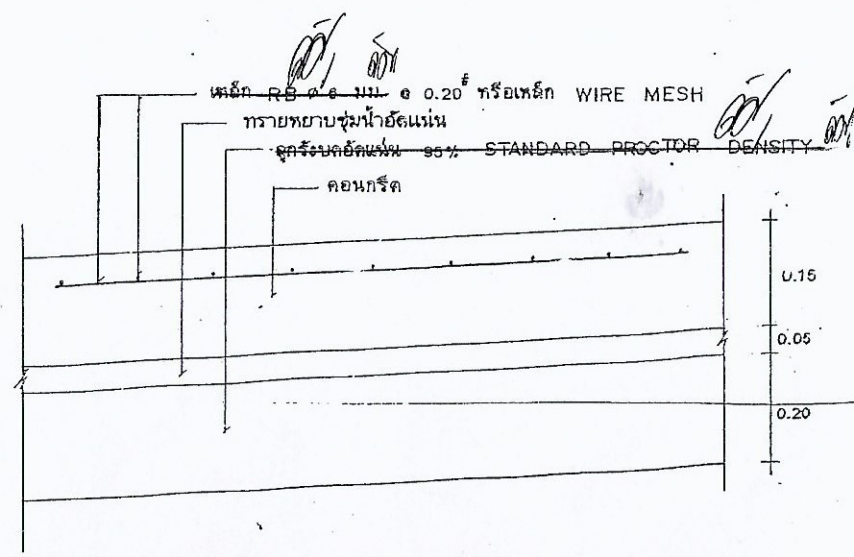 เหล็ก RB Ø 6 มม. @ 0.20 # หรือเหล็ก WIRE MESH
ทรายหยาบชุ่มน้ำอัดแน่น
ลูกรังบดอัดแน่น 95% STANDARD PROCTOR DENSITY
คอนกรีต
0.15
0.05
0.20